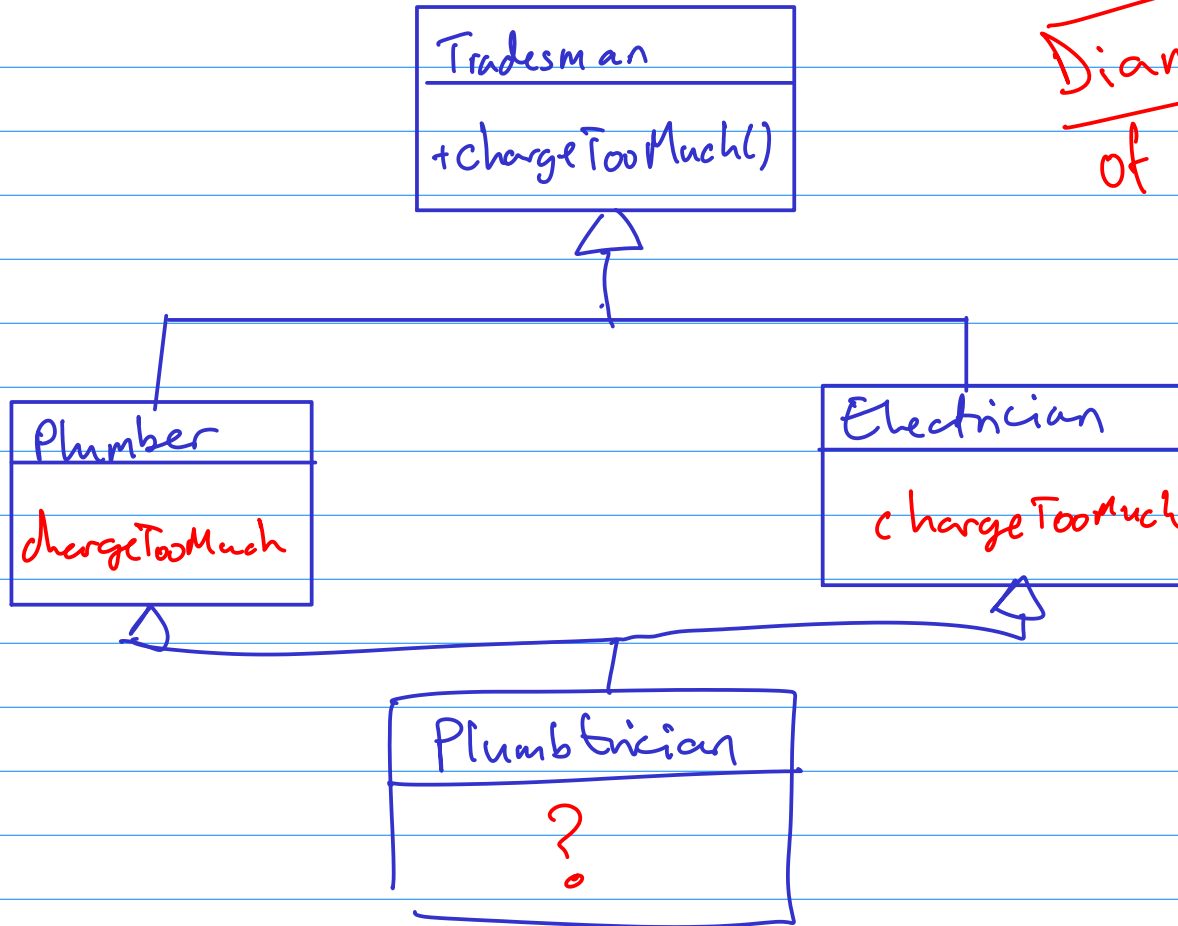 Tradesman
+chargeTooMuch()
Diam
of
Plumber
chargeTooMuch
Electrician
chargeTooMuch
Plumbtrician
?